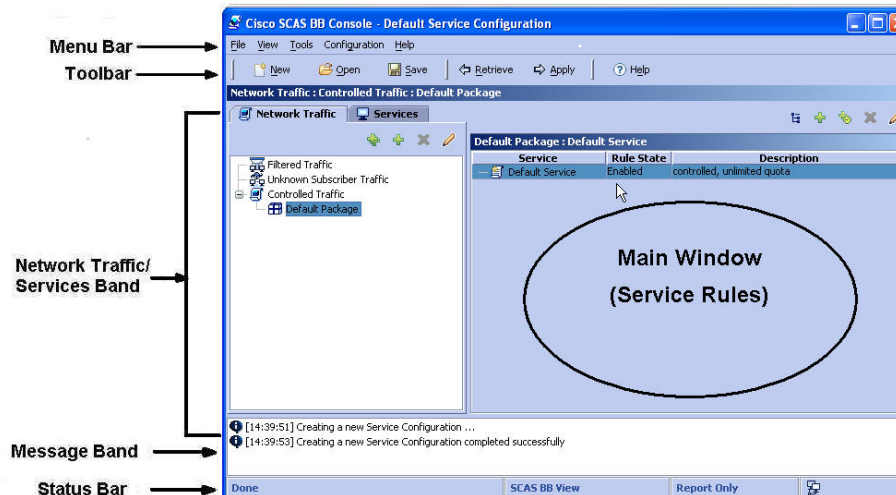 Cisco SCAS BB Console - Default Service Configuration
Menu Bar
File View Tools Configuration Help
Toolbar
New Open Save Retrieve Apply Help
Network Traffic : Controlled Traffic : Default Package
Network Traffic Services
Default Package : Default Service
Service Rule State Description
Default Service Enabled controlled, unlimited quota
Filtered Traffic
Unknown Subscriber Traffic
Controlled Traffic
Default Package
Network Traffic/
Services Band
Main Window
(Service Rules)
[14:39:51] Creating a new Service Configuration ...
[14:39:53] Creating a new Service Configuration completed successfully
Message Band
Status Bar
Done SCAS BB View Report Only